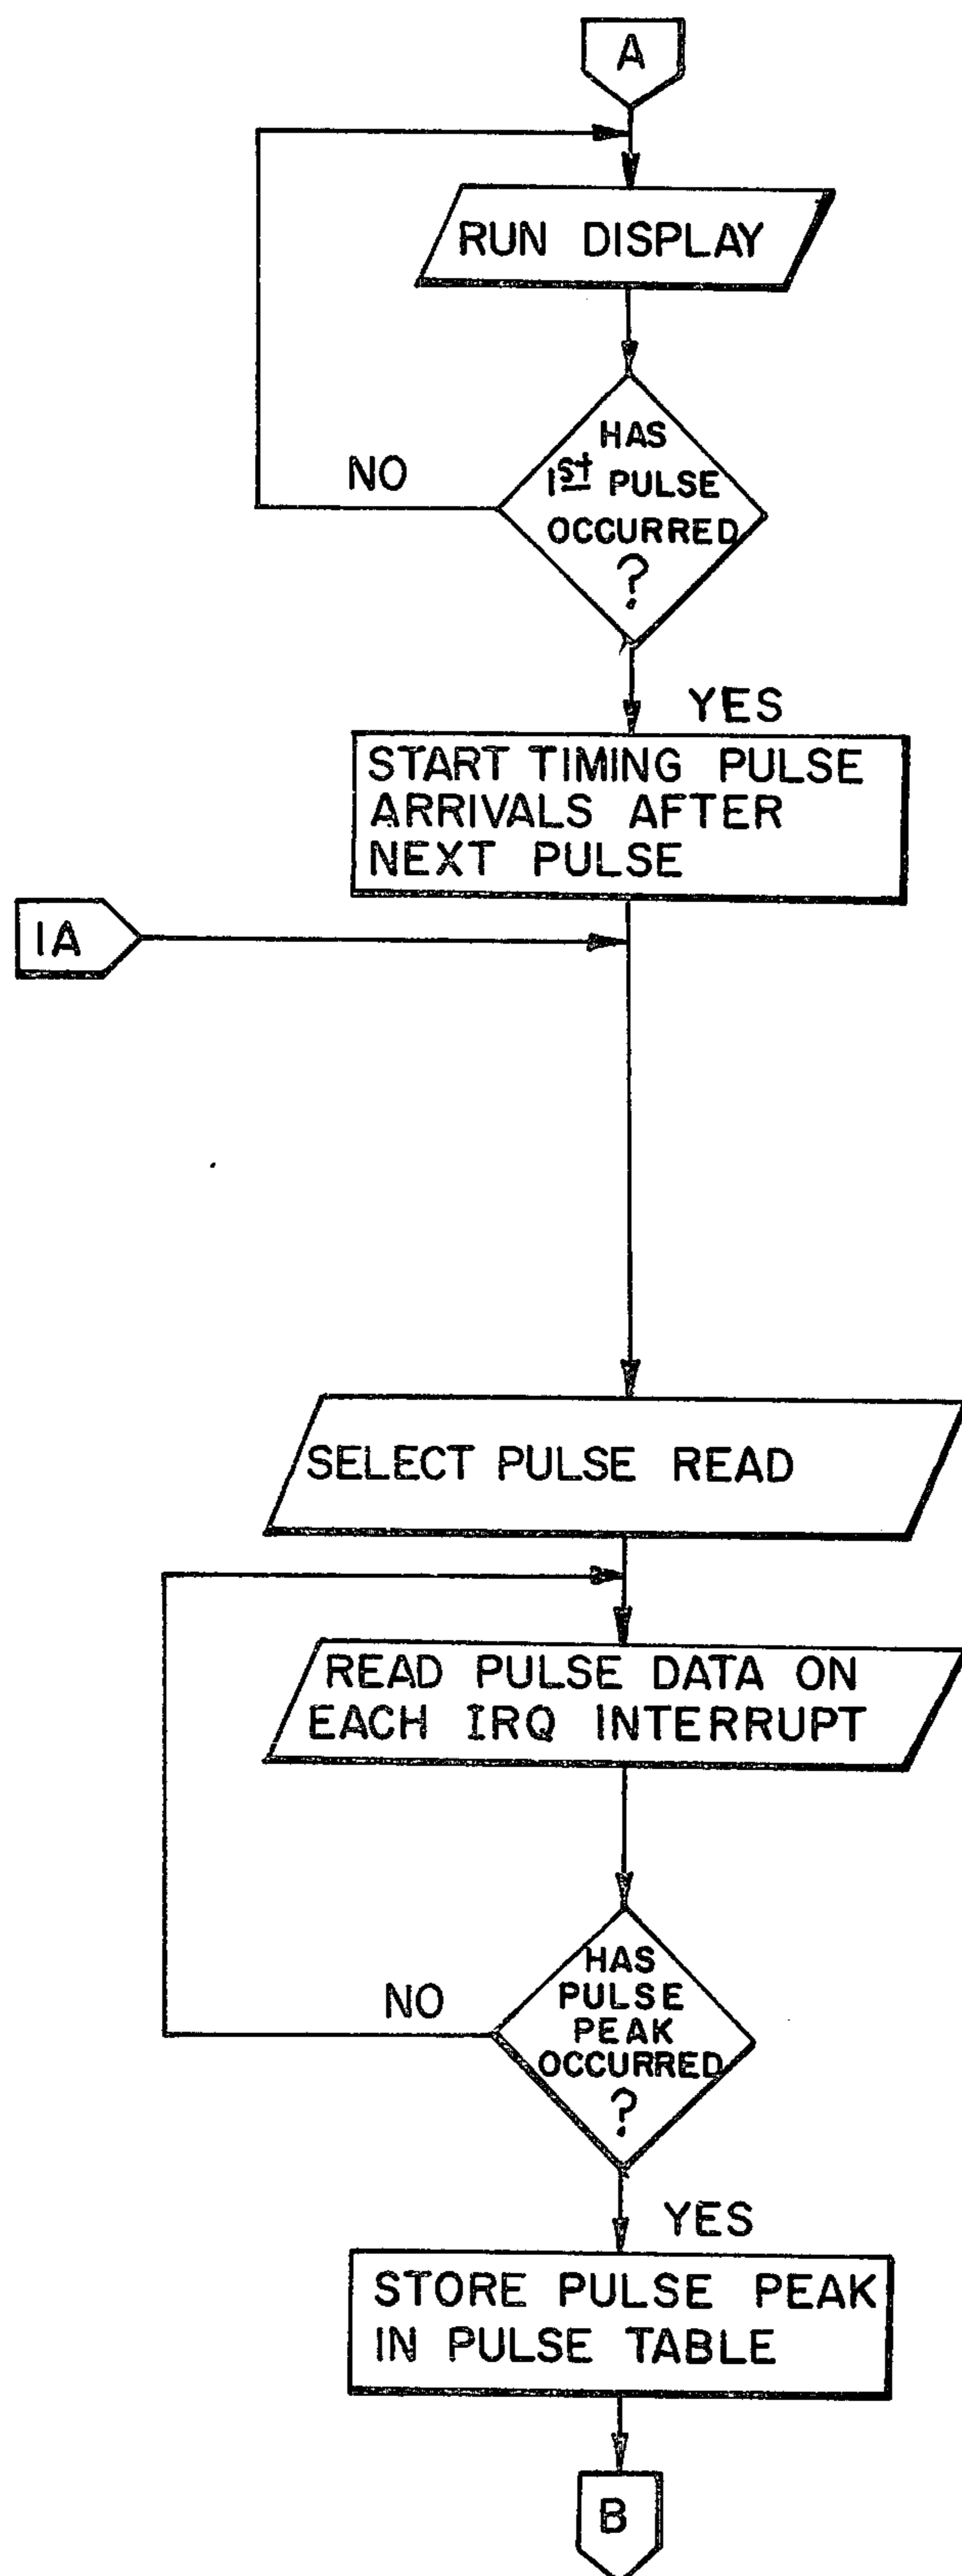 A
RUN DISPLAY
HAS
1st PULSE
OCCURRED
?
NO
YES
START TIMING PULSE
ARRIVALS AFTER
NEXT PULSE
1A
SELECT PULSE READ
READ PULSE DATA ON
EACH IRQ INTERRUPT
HAS
PULSE
PEAK
OCCURRED
?
NO
YES
STORE PULSE PEAK
IN PULSE TABLE
B